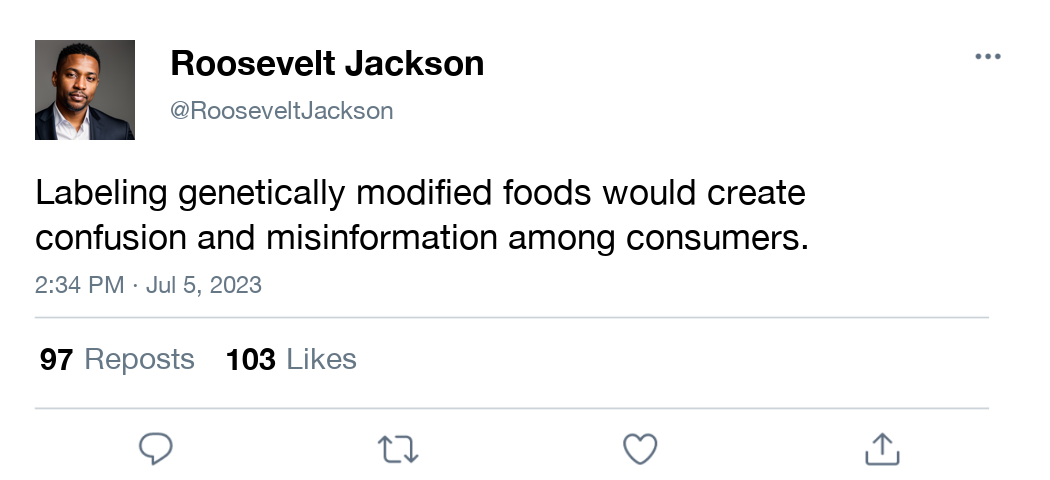 Roosevelt Jackson
@RooseveltJackson
Labeling genetically modified foods would create
confusion and misinformation among consumers.
2:34 PM · Jul 5, 2023
97 Reposts 103 Likes